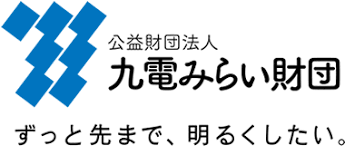 公益財団法人
九電みらい財団
ずっと先まで、明るくしたい。